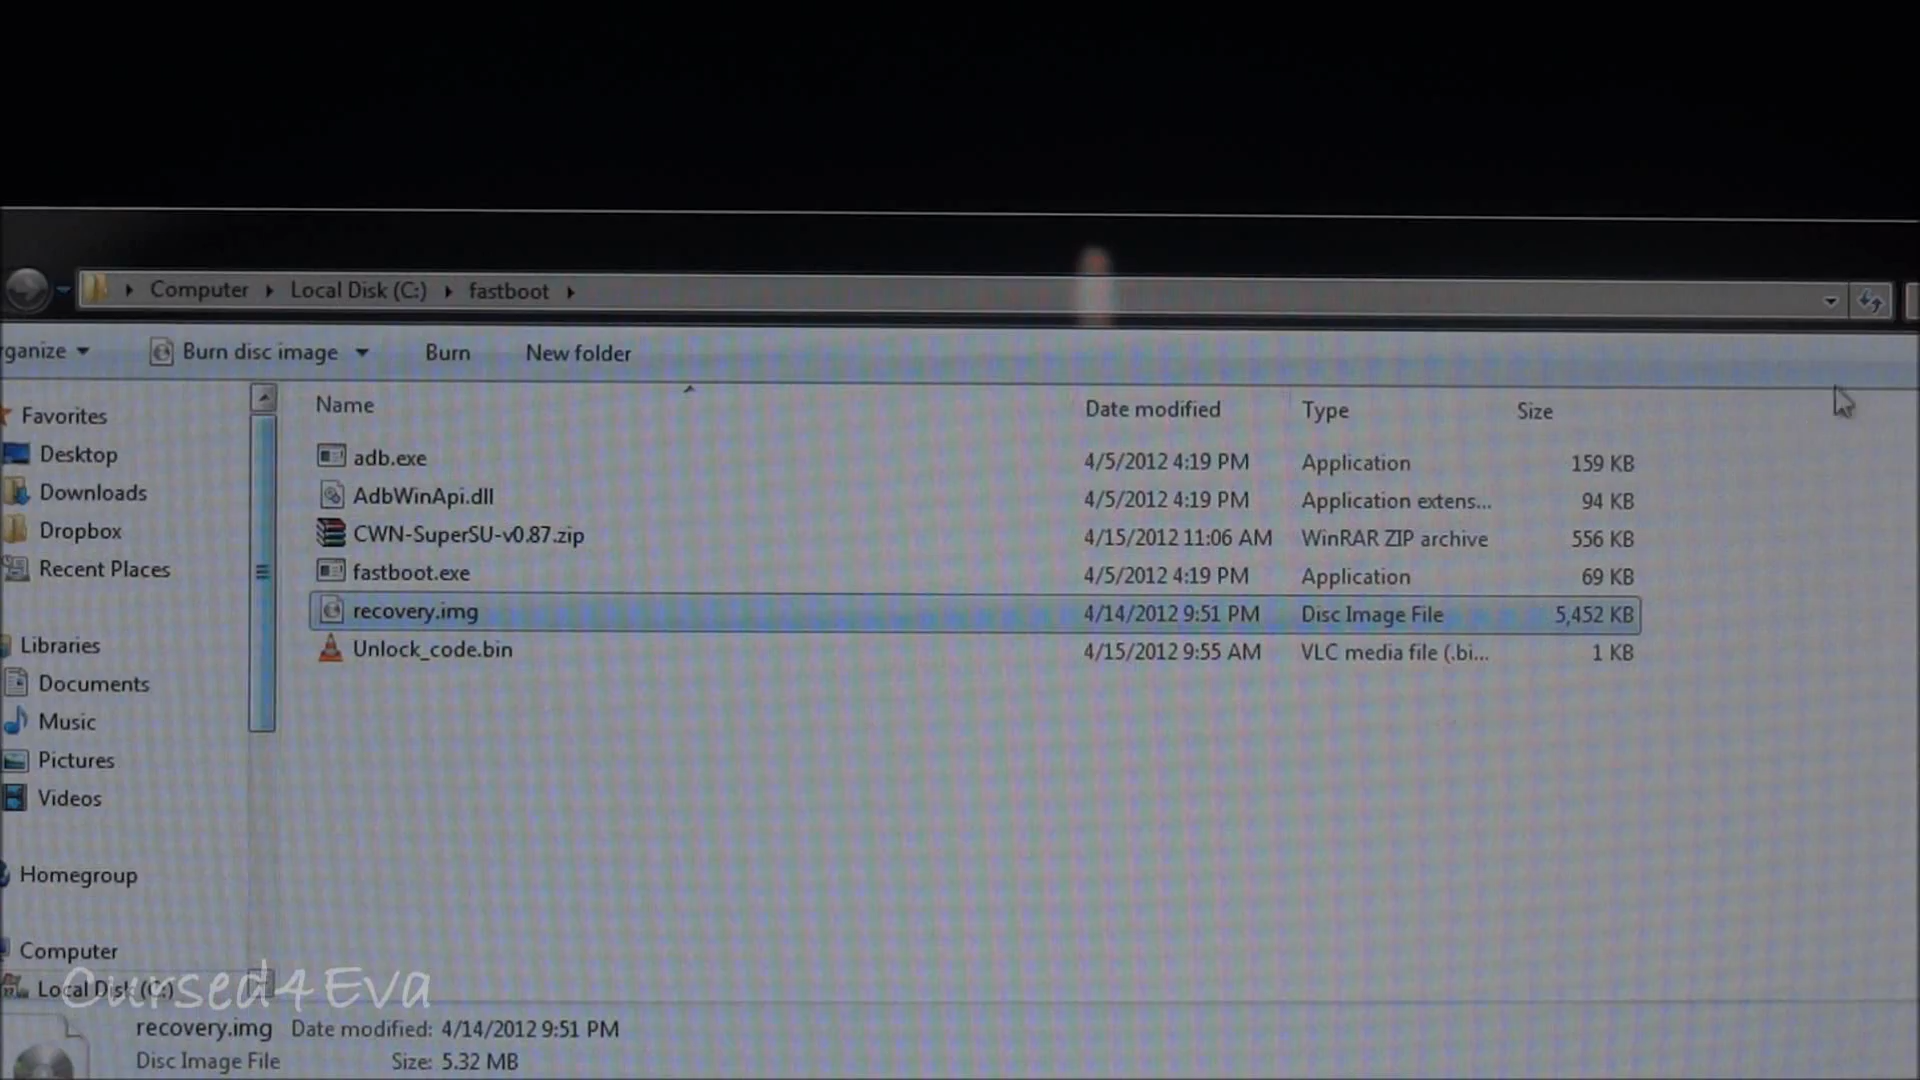 Computer Local Disk (C:) fastboot
rganize Burn disc image Burn New folder
Name Date modified Type Size
Favorites
Desktop
Downloads
Dropbox
Recent Places
Libraries
Documents
Music
Pictures
Videos
Homegroup
Computer
Local Disk (C:)
adb.exe 4/5/2012 4:19 PM Application 159 KB
AdbWinApi.dll 4/5/2012 4:19 PM Application extens... 94 KB
CWN-SuperSU-v0.87.zip 4/15/2012 11:06 AM WinRAR ZIP archive 556 KB
fastboot.exe 4/5/2012 4:19 PM Application 69 KB
recovery.img 4/14/2012 9:51 PM Disc Image File 5,452 KB
Unlock_code.bin 4/15/2012 9:55 AM VLC media file (.bi... 1 KB
Cursed4Eva
recovery.img Date modified: 4/14/2012 9:51 PM
Disc Image File Size: 5.32 MB